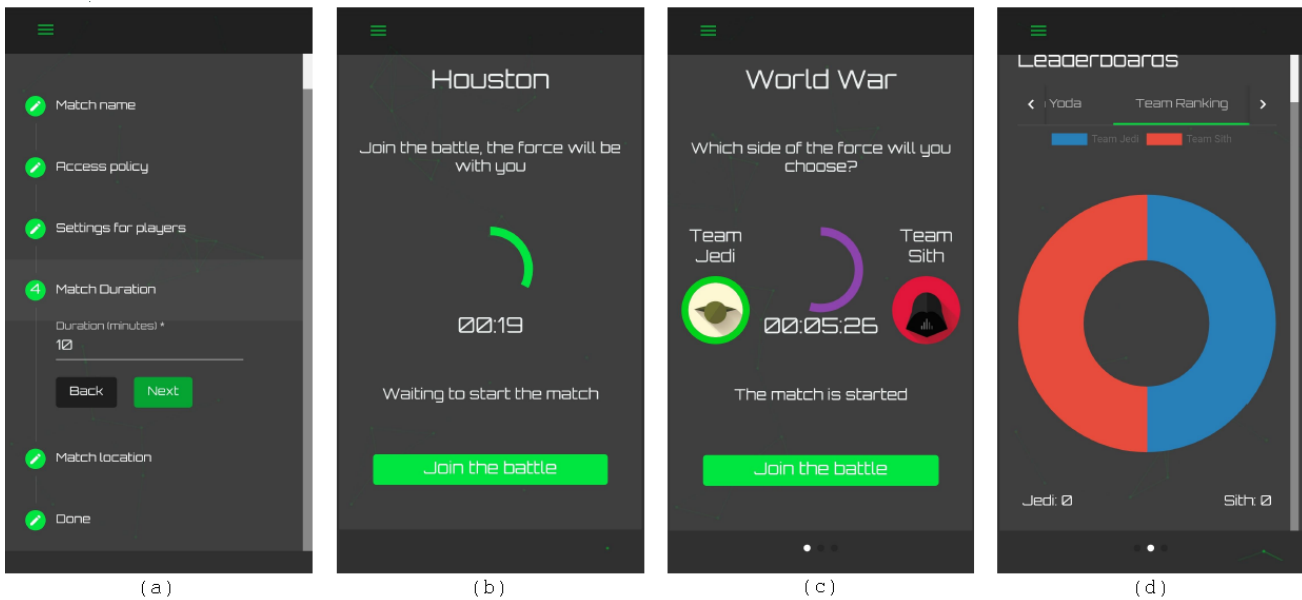 Match name
Access policy
Settings for players
4 Match Duration
Duration (minutes) *
10
Back Next
Match location
Done
(a)
Houston
Join the battle, the force will be
with you
00:19
Waiting to start the match
Join the battle
(b)
World War
Which side of the force will you
choose?
Team
Jedi
Team
Sith
00:05:26
The match is started
Join the battle
(c)
Leaderboards
Yoda Team Ranking
Team Jedi Team Sith
Jedi: 0 Sith: 0
(d)